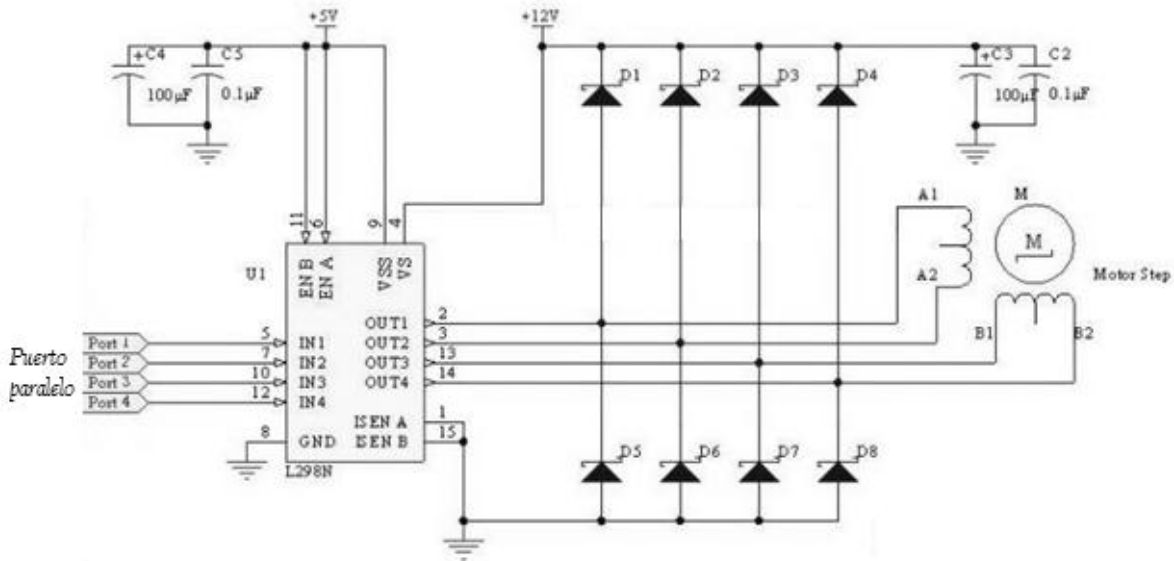 +5V
+12V
+C4
C5
100µF
0.1µF
D1
D2
D3
D4
+C3
C2
100µF
0.1µF
11
6
9
4
U1
EN B
EN A
VSS
VS
A1
A2
M
M
Motor Step
B1
B2
Puerto
paralelo
Port 1
Port 2
Port 3
Port 4
5
7
10
12
8
IN1
IN2
IN3
IN4
GND
OUT1
OUT2
OUT3
OUT4
ISEN A
ISEN B
2
3
13
14
1
15
L298N
D5
D6
D7
D8